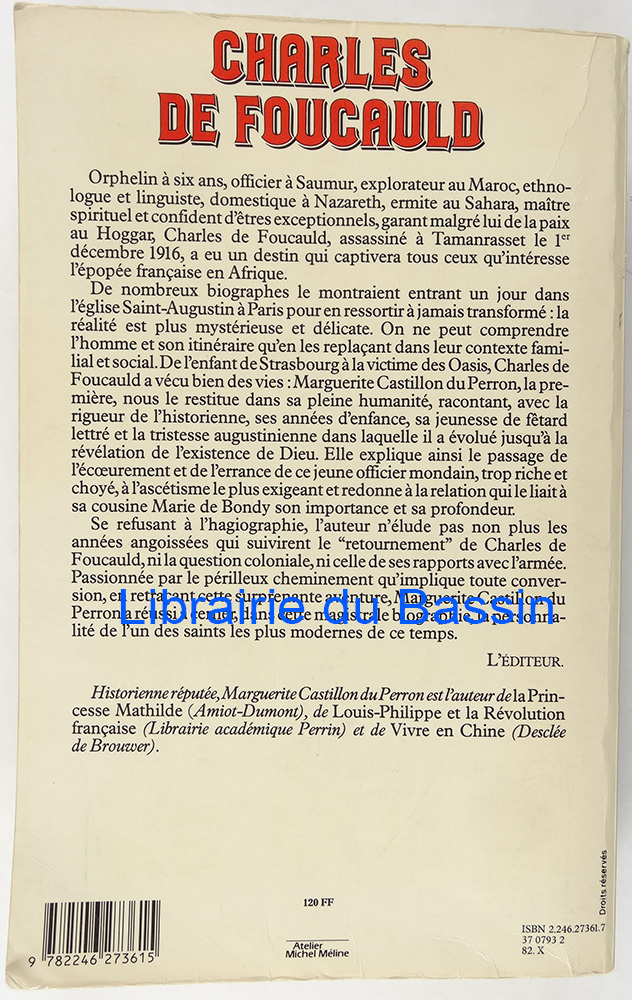 CHARLES
DE FOUCAULD
Orphelin à six ans, officier à Saumur, explorateur au Maroc, ethno-
logue et linguiste, domestique à Nazareth, ermite au Sahara, maître
spirituel et confident d'êtres exceptionnels, garant malgré lui de la paix
au Hoggar, Charles de Foucauld, assassiné à Tamanrasset le 1er
décembre 1916, a eu un destin qui captivera tous ceux qu'intéresse
l'épopée française en Afrique.
De nombreux biographes le montraient entrant un jour dans
l'église Saint-Augustin à Paris pour en ressortir à jamais transformé : la
réalité est plus mystérieuse et délicate. On ne peut comprendre
l'homme et son itinéraire qu'en les replaçant dans leur contexte fami-
lial et social. De l'enfant de Strasbourg à la victime des Oasis, Charles de
Foucauld a vécu bien des vies : Marguerite Castillon du Perron, la pre-
mière, nous le restitue dans sa pleine humanité, racontant, avec la
rigueur de l'historienne, ses années d'enfance, sa jeunesse de fêtard
lettré et la tristesse augustinienne dans laquelle il a évolué jusqu'à la
révélation de l'existence de Dieu. Elle explique ainsi le passage de
l'écœurement et de l'errance de ce jeune officier mondain, trop riche et
choyé, à l'ascétisme le plus exigeant et redonne à la relation qui le liait à
sa cousine Marie de Bondy son importance et sa profondeur.
Se refusant à l'hagiographie, l'auteur n'élude pas non plus les
années angoissées qui suivirent le "retournement" de Charles de
Foucauld, ni la question coloniale, ni celle de ses rapports avec l'armée.
Passionnée par le périlleux cheminement qu'implique toute conver-
sion, en retraçant cette surprenante aventure, Marguerite Castillon du
Perron a réussi à cerner, dans cette magistrale biographie, la personna-
lité de l'un des saints les plus modernes de ce temps.
Librairie du Bassin
L'ÉDITEUR.
Historienne réputée, Marguerite Castillon du Perron est l'auteur de la Prin-
cesse Mathilde (Amiot-Dumont), de Louis-Philippe et la Révolution
française (Librairie académique Perrin) et de Vivre en Chine (Desclée
de Brouwer).
Droits réservés
120 FF
Atelier
Michel Méline
ISBN 2.246.27361.7
37 0793 2
82. X
9 782246 273615